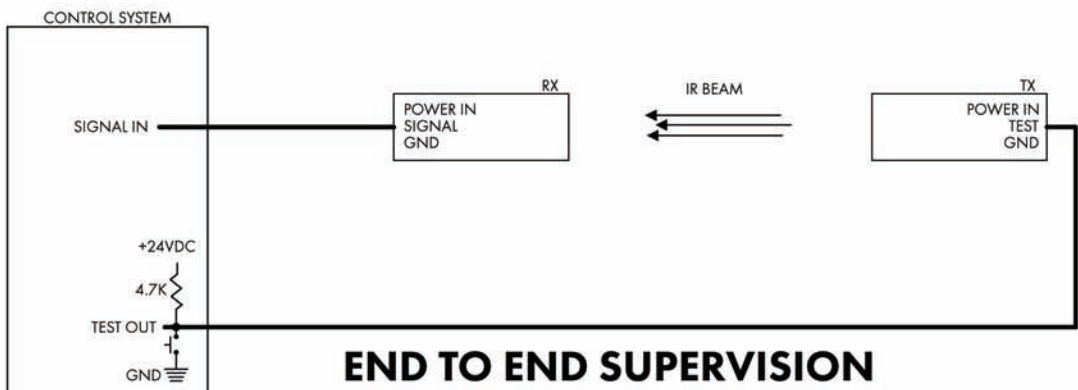 CONTROL SYSTEM
RX
IR BEAM
TX
POWER IN
SIGNAL
GND
POWER IN
TEST
GND
SIGNAL IN
+24VDC
4.7K
TEST OUT
GND
END TO END SUPERVISION